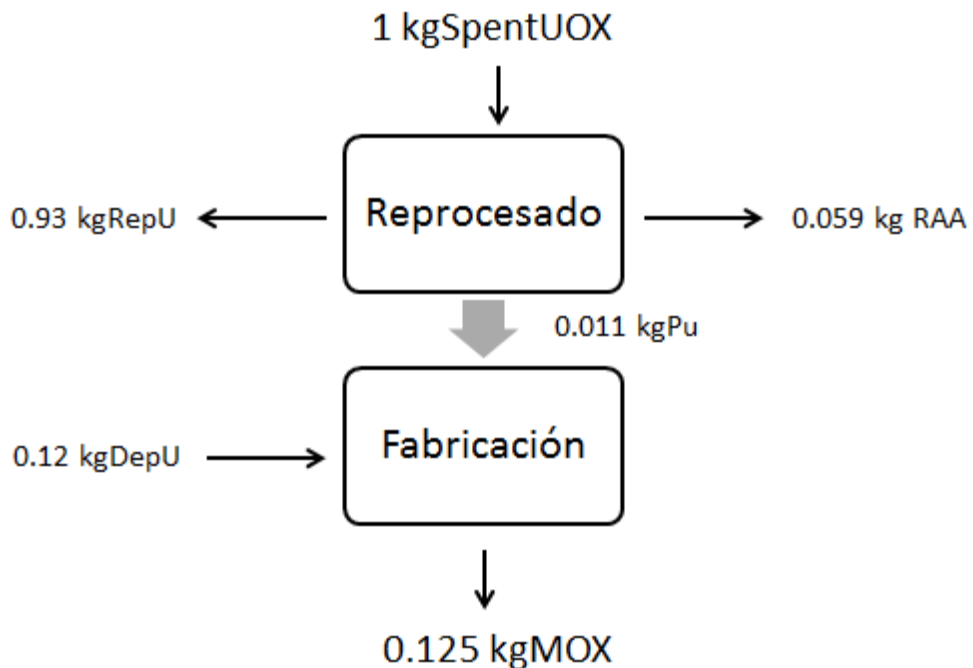 1 kgSpentUOX
Reprocesado
0.93 kgRepU
0.059 kg RAA
0.011 kgPu
Fabricación
0.12 kgDepU
0.125 kgMOX